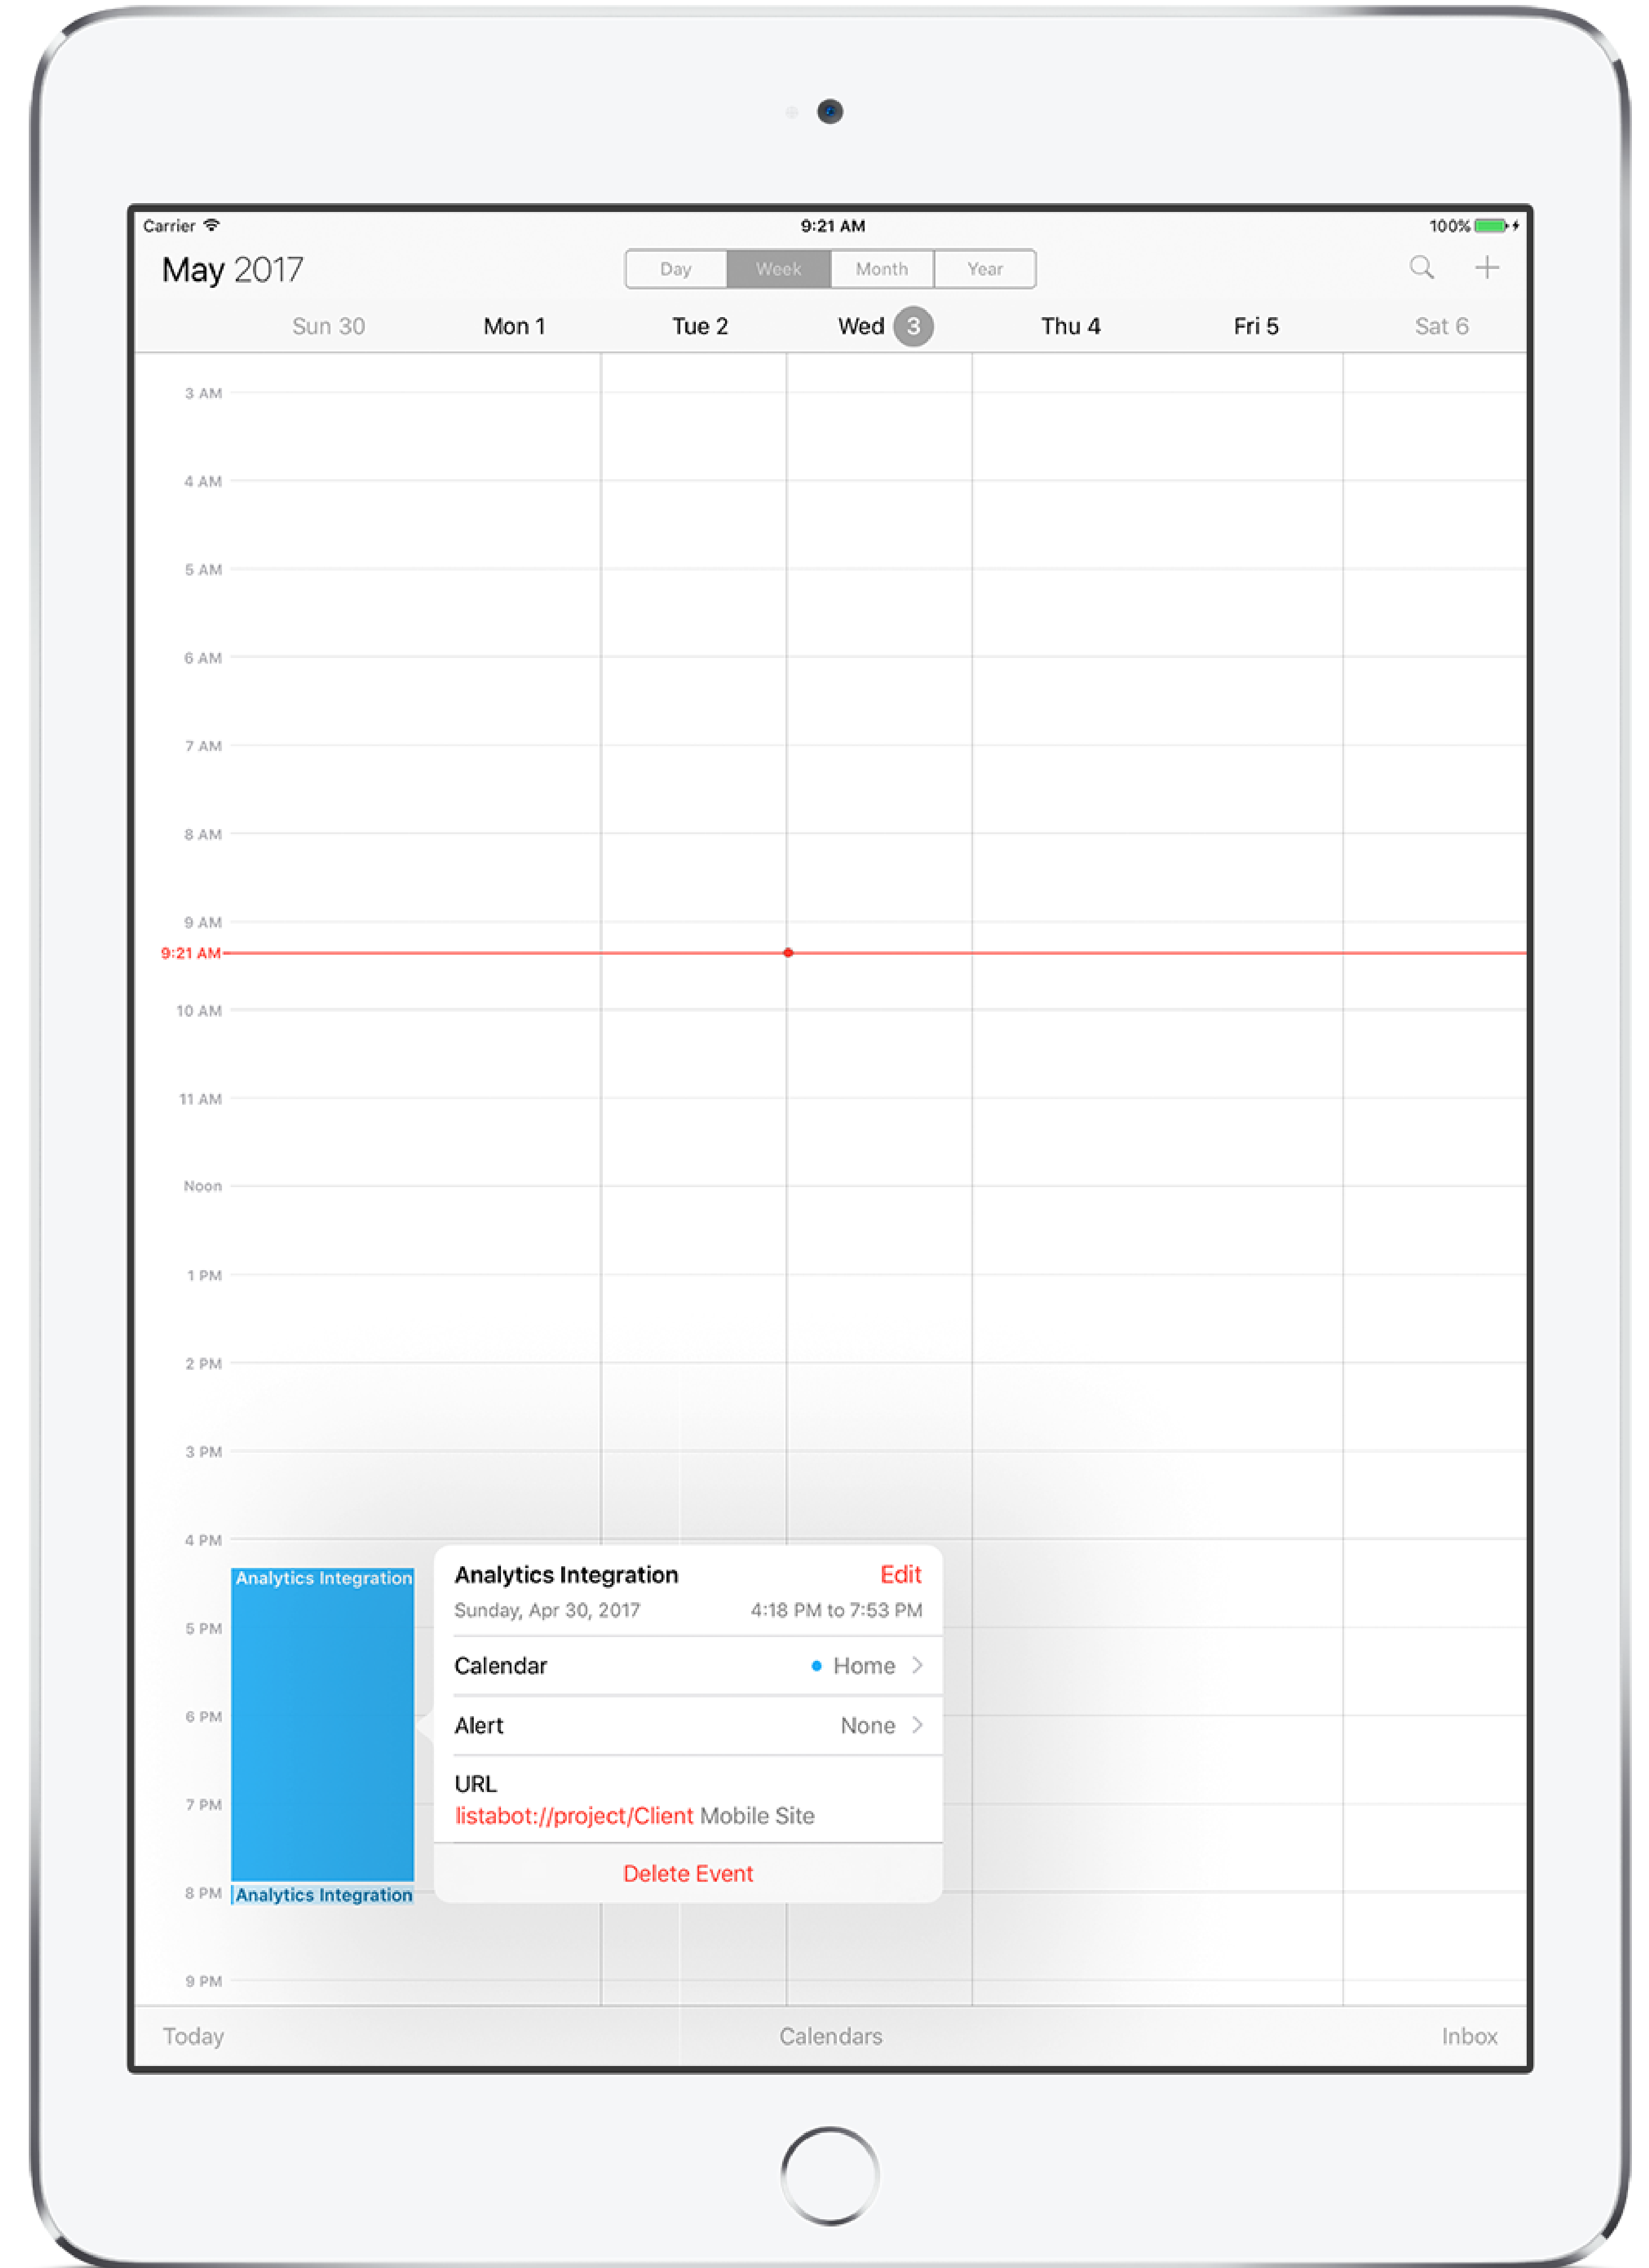 Carrier 9:21 AM 100%
May 2017 Day Week Month Year
Sun 30 Mon 1 Tue 2 Wed 3 Thu 4 Fri 5 Sat 6
3 AM
4 AM
5 AM
6 AM
7 AM
8 AM
9 AM
9:21 AM
10 AM
11 AM
Noon
1 PM
2 PM
3 PM
4 PM
Analytics Integration
5 PM
6 PM
7 PM
8 PM Analytics Integration
9 PM
Analytics Integration Edit
Sunday, Apr 30, 2017 4:18 PM to 7:53 PM
Calendar Home
Alert None
URL
listabot://project/Client Mobile Site
Delete Event
Today Calendars Inbox